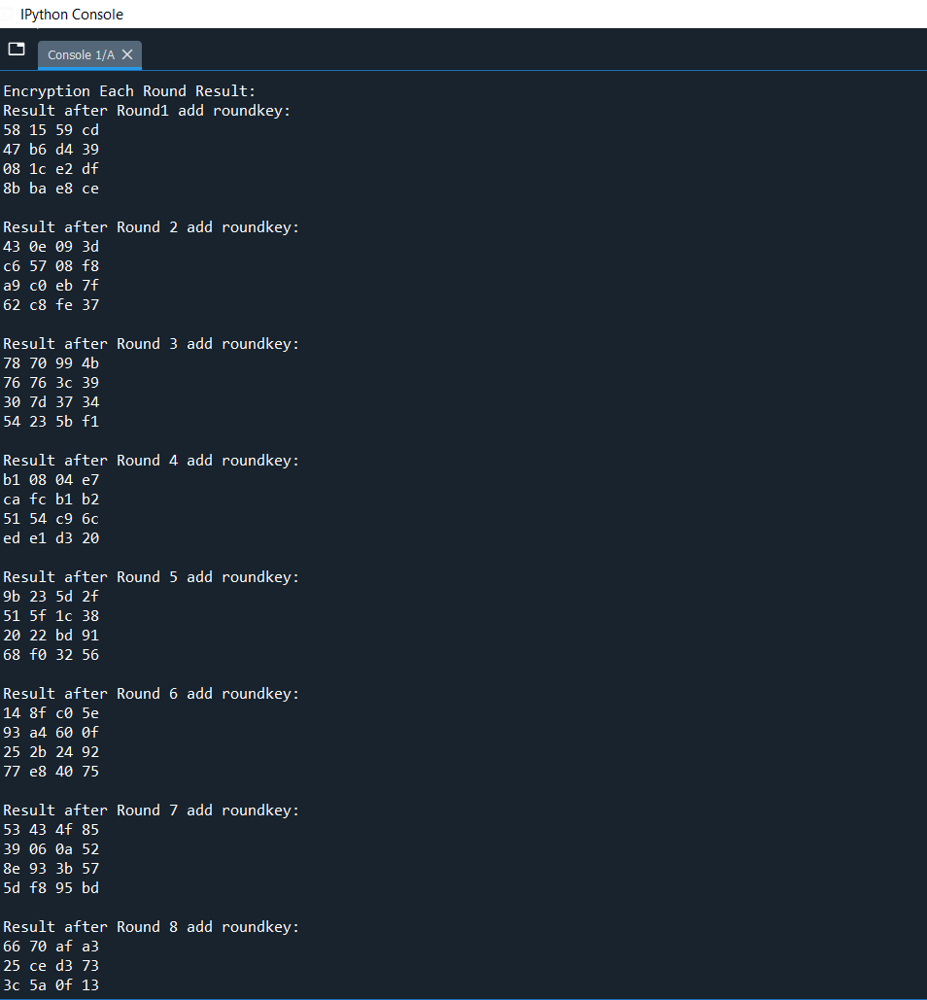 IPython Console
Console 1/A
Encryption Each Round Result:
Result after Round1 add roundkey:
58 15 59 cd
47 b6 d4 39
08 1c e2 df
8b ba e8 ce
Result after Round 2 add roundkey:
43 0e 09 3d
c6 57 08 f8
a9 c0 eb 7f
62 c8 fe 37
Result after Round 3 add roundkey:
78 70 99 4b
76 76 3c 39
30 7d 37 34
54 23 5b f1
Result after Round 4 add roundkey:
b1 08 04 e7
ca fc b1 b2
51 54 c9 6c
ed e1 d3 20
Result after Round 5 add roundkey:
9b 23 5d 2f
51 5f 1c 38
20 22 bd 91
68 f0 32 56
Result after Round 6 add roundkey:
14 8f c0 5e
93 a4 60 0f
25 2b 24 92
77 e8 40 75
Result after Round 7 add roundkey:
53 43 4f 85
39 06 0a 52
8e 93 3b 57
5d f8 95 bd
Result after Round 8 add roundkey:
66 70 af a3
25 ce d3 73
3c 5a 0f 13